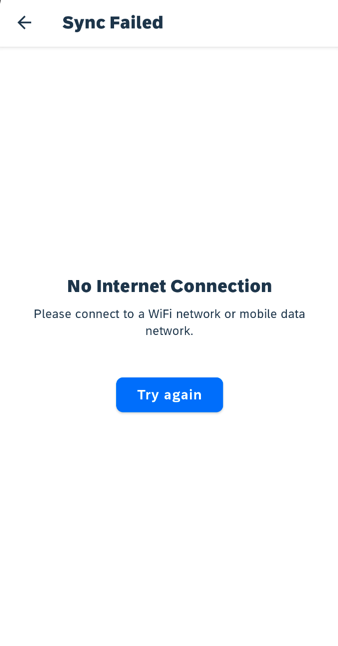 Sync Failed
No Internet Connection
Please connect to a WiFi network or mobile data
network.
Try again